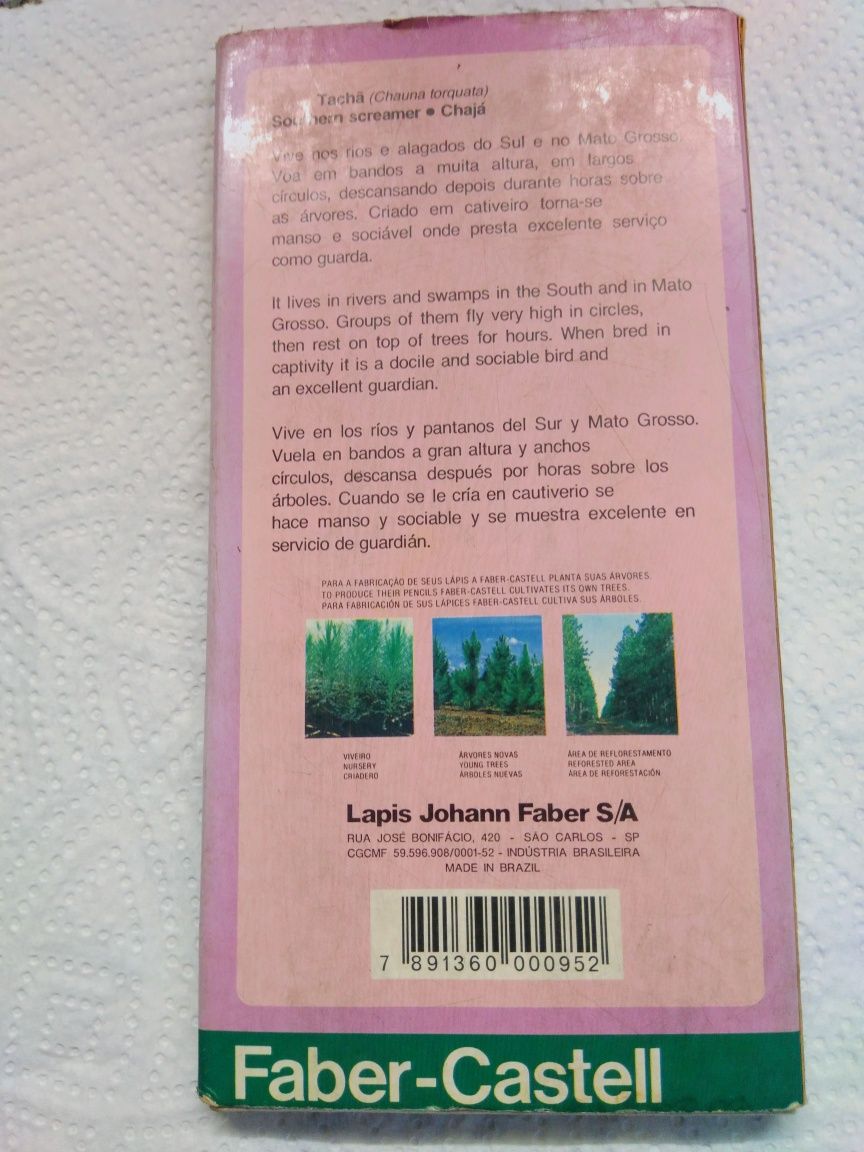 Tachã (Chauna torquata)
Southern screamer • Chajá
Vive nos rios e alagados do Sul e no Mato Grosso.
Voa em bandos a muita altura, em largos
círculos, descansando depois durante horas sobre
as árvores. Criado em cativeiro torna-se
manso e sociável onde presta excelente serviço
como guarda.
It lives in rivers and swamps in the South and in Mato
Grosso. Groups of them fly very high in circles,
then rest on top of trees for hours. When bred in
captivity it is a docile and sociable bird and
an excellent guardian.
Vive en los ríos y pantanos del Sur y Mato Grosso.
Vuela en bandos a gran altura y anchos
círculos, descansa después por horas sobre los
árboles. Cuando se le cría en cautiverio se
hace manso y sociable y se muestra excelente en
servicio de guardián.
PARA A FABRICAÇÃO DE SEUS LÁPIS A FABER-CASTELL PLANTA SUAS ÁRVORES.
TO PRODUCE THEIR PENCILS FABER-CASTELL CULTIVATES ITS OWN TREES.
PARA FABRICACIÓN DE SUS LÁPICES FABER-CASTELL CULTIVA SUS ÁRBOLES.
VIVEIRO
NURSERY
CRIADERO
ÁRVORES NOVAS
YOUNG TREES
ÁRBOLES NUEVAS
ÁREA DE REFLORESTAMENTO
REFORESTED AREA
ÁREA DE REFORESTACIÓN
Lapis Johann Faber S/A
RUA JOSÉ BONIFÁCIO, 420 - SÃO CARLOS - SP
CGCMF 59.596.908/0001-52 - INDÚSTRIA BRASILEIRA
MADE IN BRAZIL
7 891360 000952
Faber-Castell